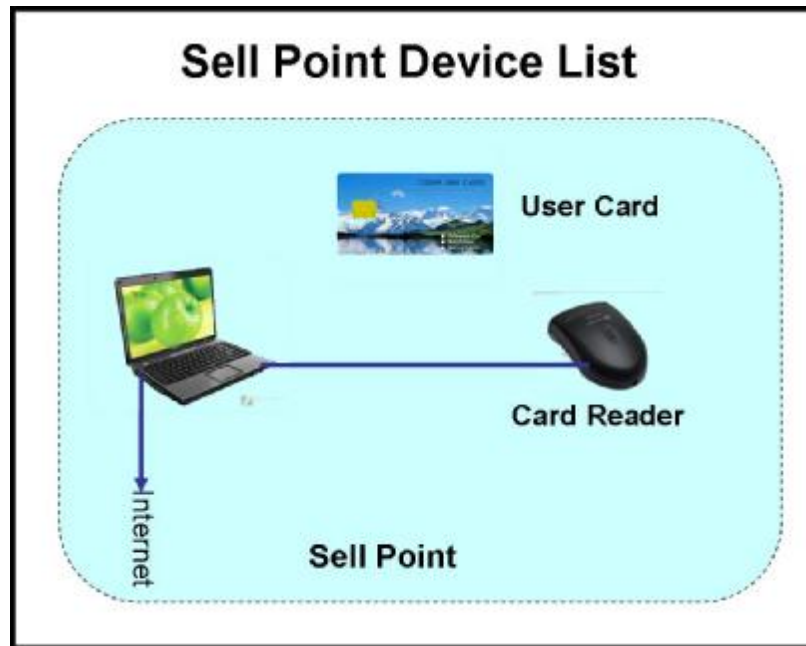 Sell Point Device List
User Card
Card Reader
Internet
Sell Point